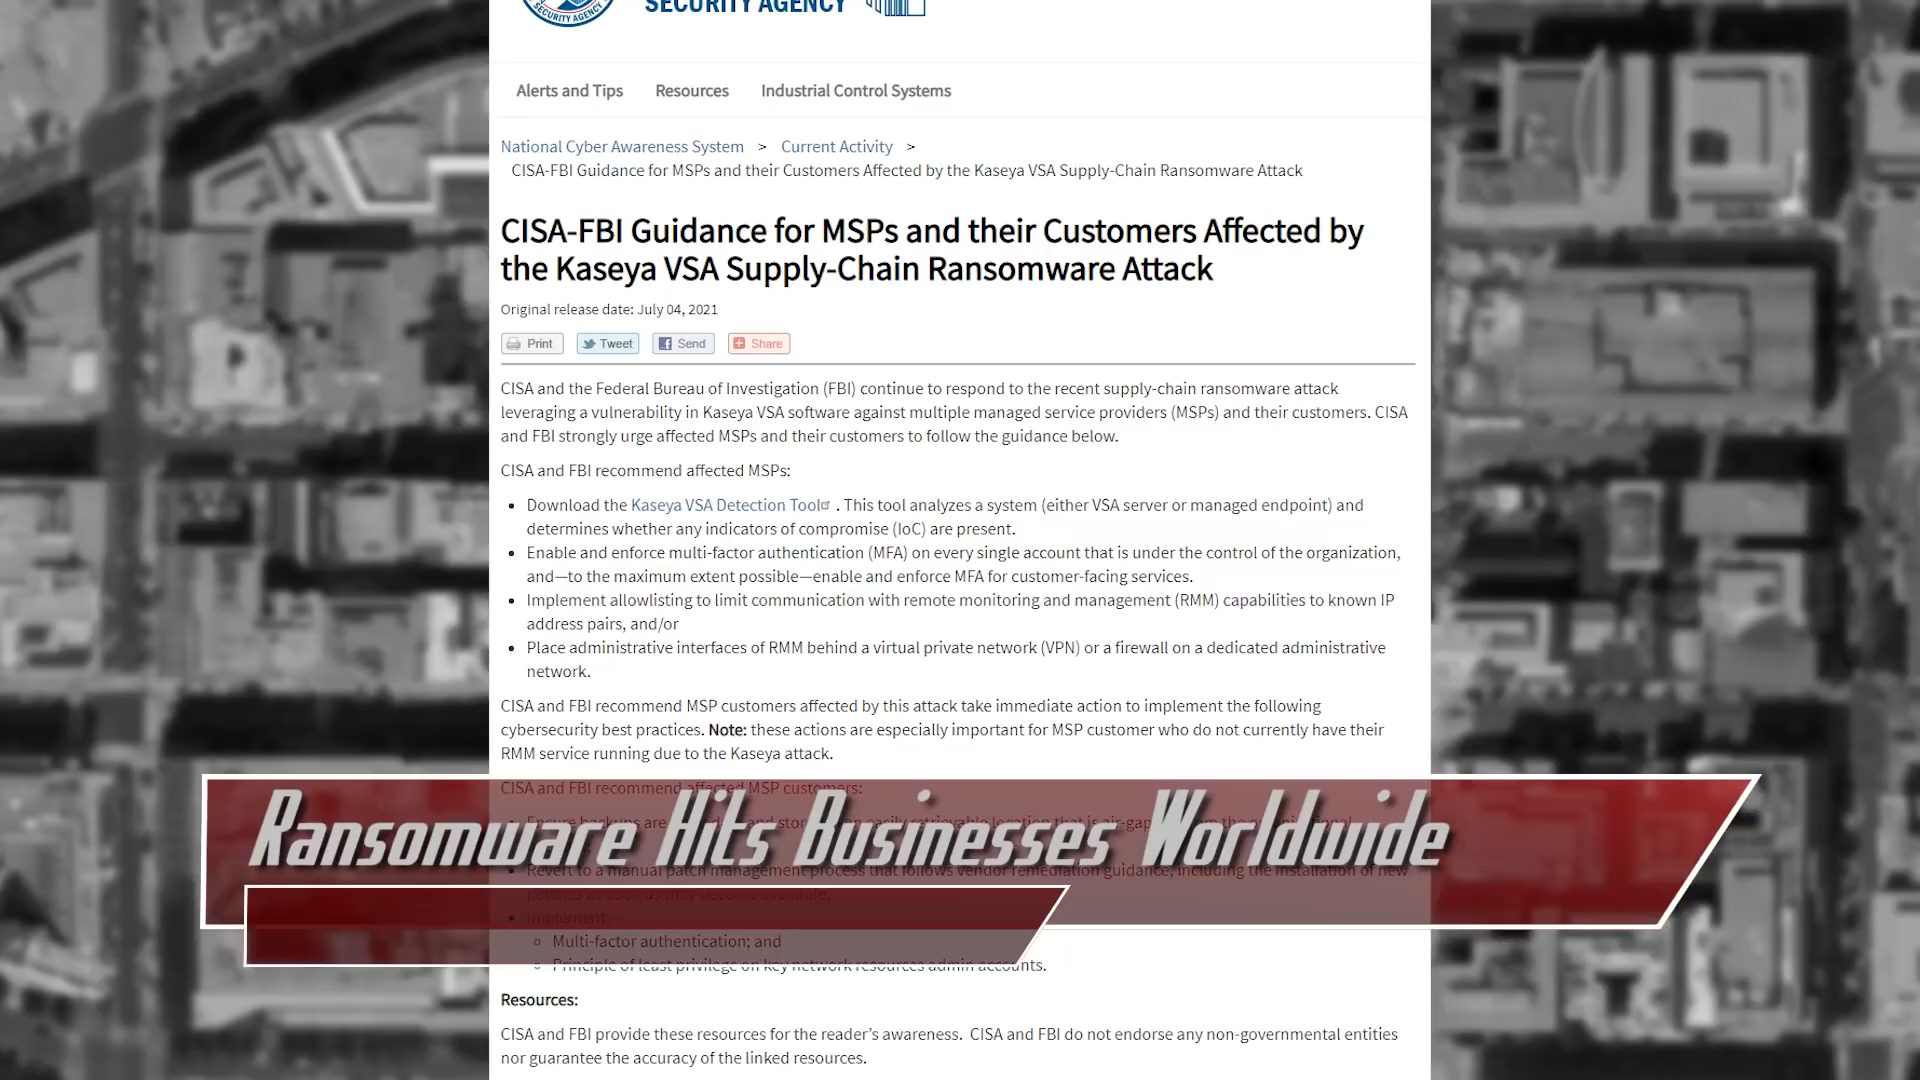 SECURITY AGENCY
SECURITY AGENCY
Alerts and Tips Resources Industrial Control Systems
National Cyber Awareness System > Current Activity >
CISA-FBI Guidance for MSPs and their Customers Affected by the Kaseya VSA Supply-Chain Ransomware Attack
CISA-FBI Guidance for MSPs and their Customers Affected by
the Kaseya VSA Supply-Chain Ransomware Attack
Original release date: July 04, 2021
Print Tweet Send Share
CISA and the Federal Bureau of Investigation (FBI) continue to respond to the recent supply-chain ransomware attack
leveraging a vulnerability in Kaseya VSA software against multiple managed service providers (MSPs) and their customers. CISA
and FBI strongly urge affected MSPs and their customers to follow the guidance below.
CISA and FBI recommend affected MSPs:
• Download the Kaseya VSA Detection Tool . This tool analyzes a system (either VSA server or managed endpoint) and
determines whether any indicators of compromise (IoC) are present.
• Enable and enforce multi-factor authentication (MFA) on every single account that is under the control of the organization,
and—to the maximum extent possible—enable and enforce MFA for customer-facing services.
• Implement allowlisting to limit communication with remote monitoring and management (RMM) capabilities to known IP
address pairs, and/or
• Place administrative interfaces of RMM behind a virtual private network (VPN) or a firewall on a dedicated administrative
network.
CISA and FBI recommend MSP customers affected by this attack take immediate action to implement the following
cybersecurity best practices. Note: these actions are especially important for MSP customer who do not currently have their
RMM service running due to the Kaseya attack.
CISA and FBI recommend affected MSP customers:
Ransomware Hits Businesses Worldwide
• Ensure backups are and easily retrievable location that is air-gap
• Revert to a manual patch management process that follows vendor remediation guidance, including the installation of new
• Implement:
◦ Multi-factor authentication; and
◦ Principle of least privilege on key network resources admin accounts.
Resources:
CISA and FBI provide these resources for the reader's awareness. CISA and FBI do not endorse any non-governmental entities
nor guarantee the accuracy of the linked resources.